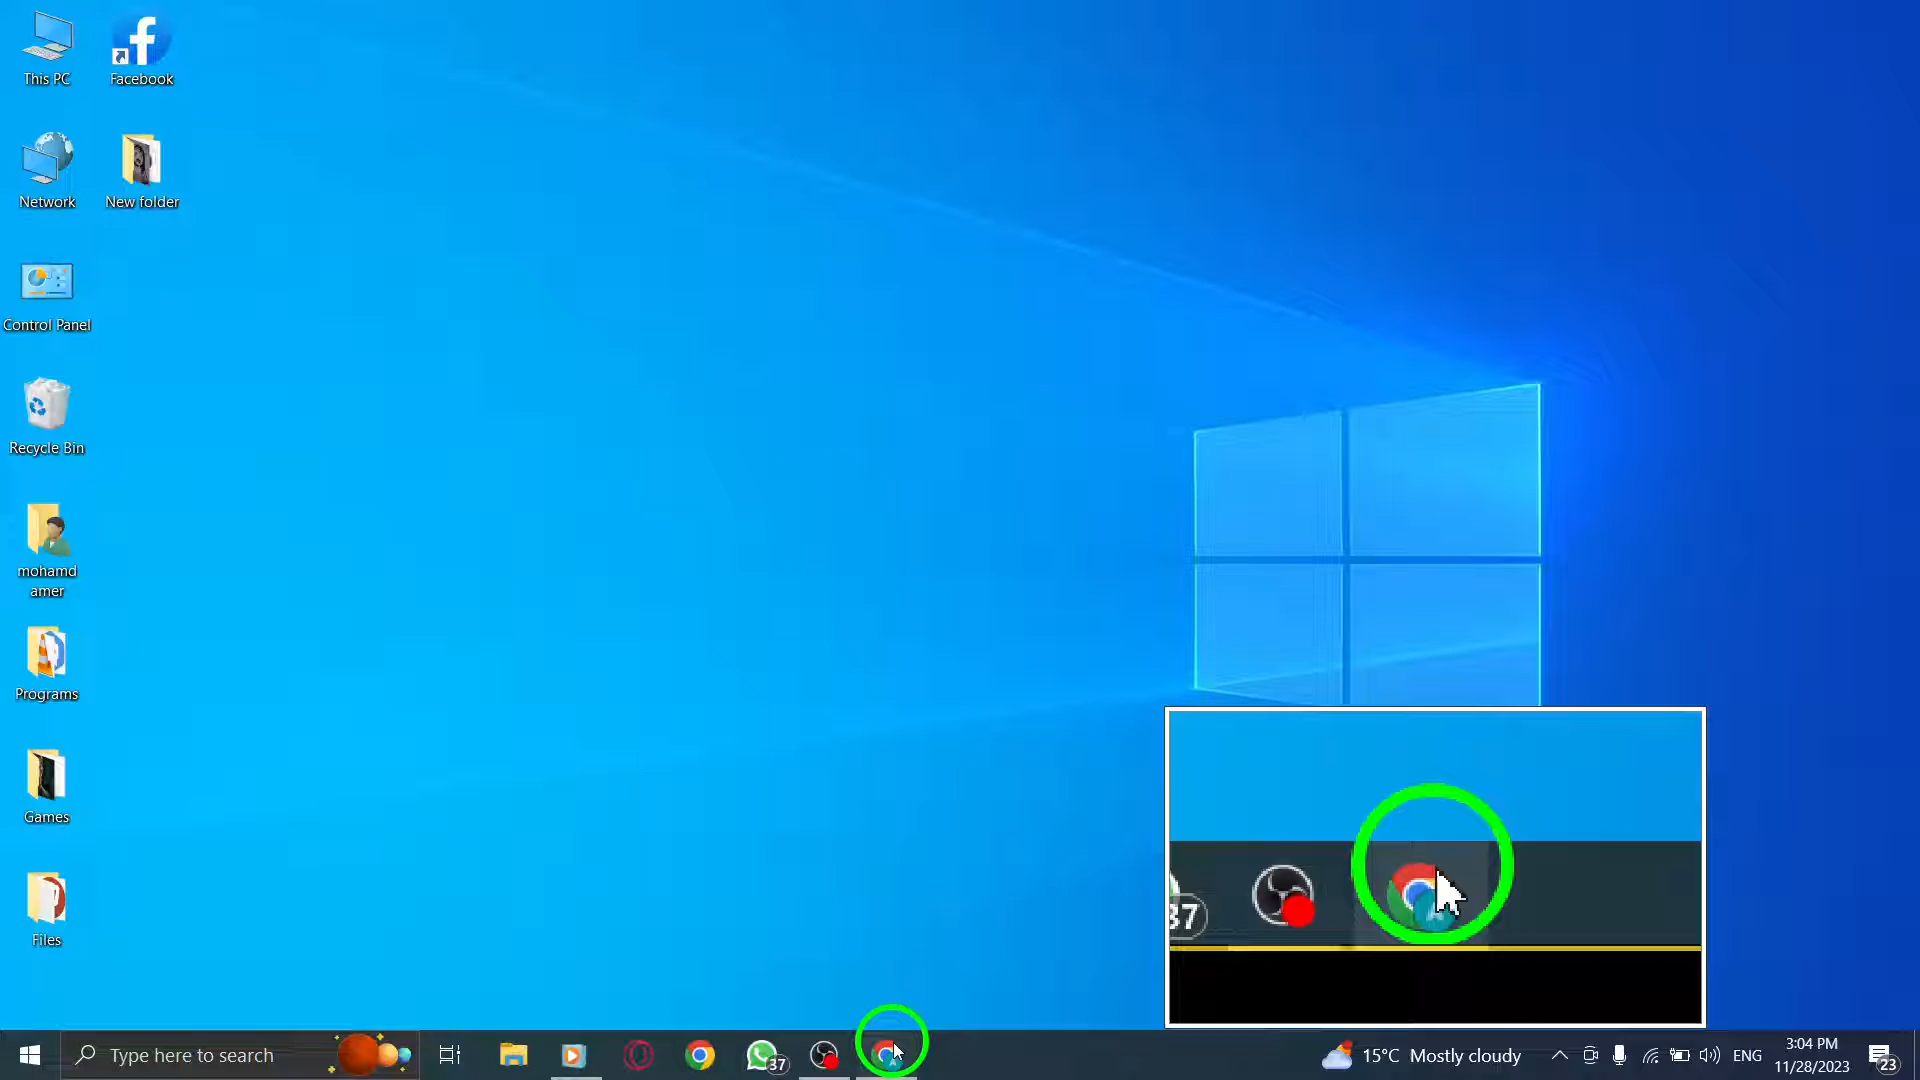 This PC
Facebook
Network
New folder
Control Panel
Recycle Bin
mohamd
amer
Programs
Games
Files
37
Type here to search
37
15°C Mostly cloudy
ENG
3:04 PM
11/28/2023
23